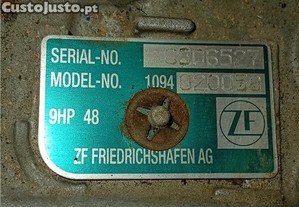 CustoJusto.pt
SERIAL-NO.
MODEL-NO. 1094
9HP 48
ZF
ZF FRIEDRICHSHAFEN AG